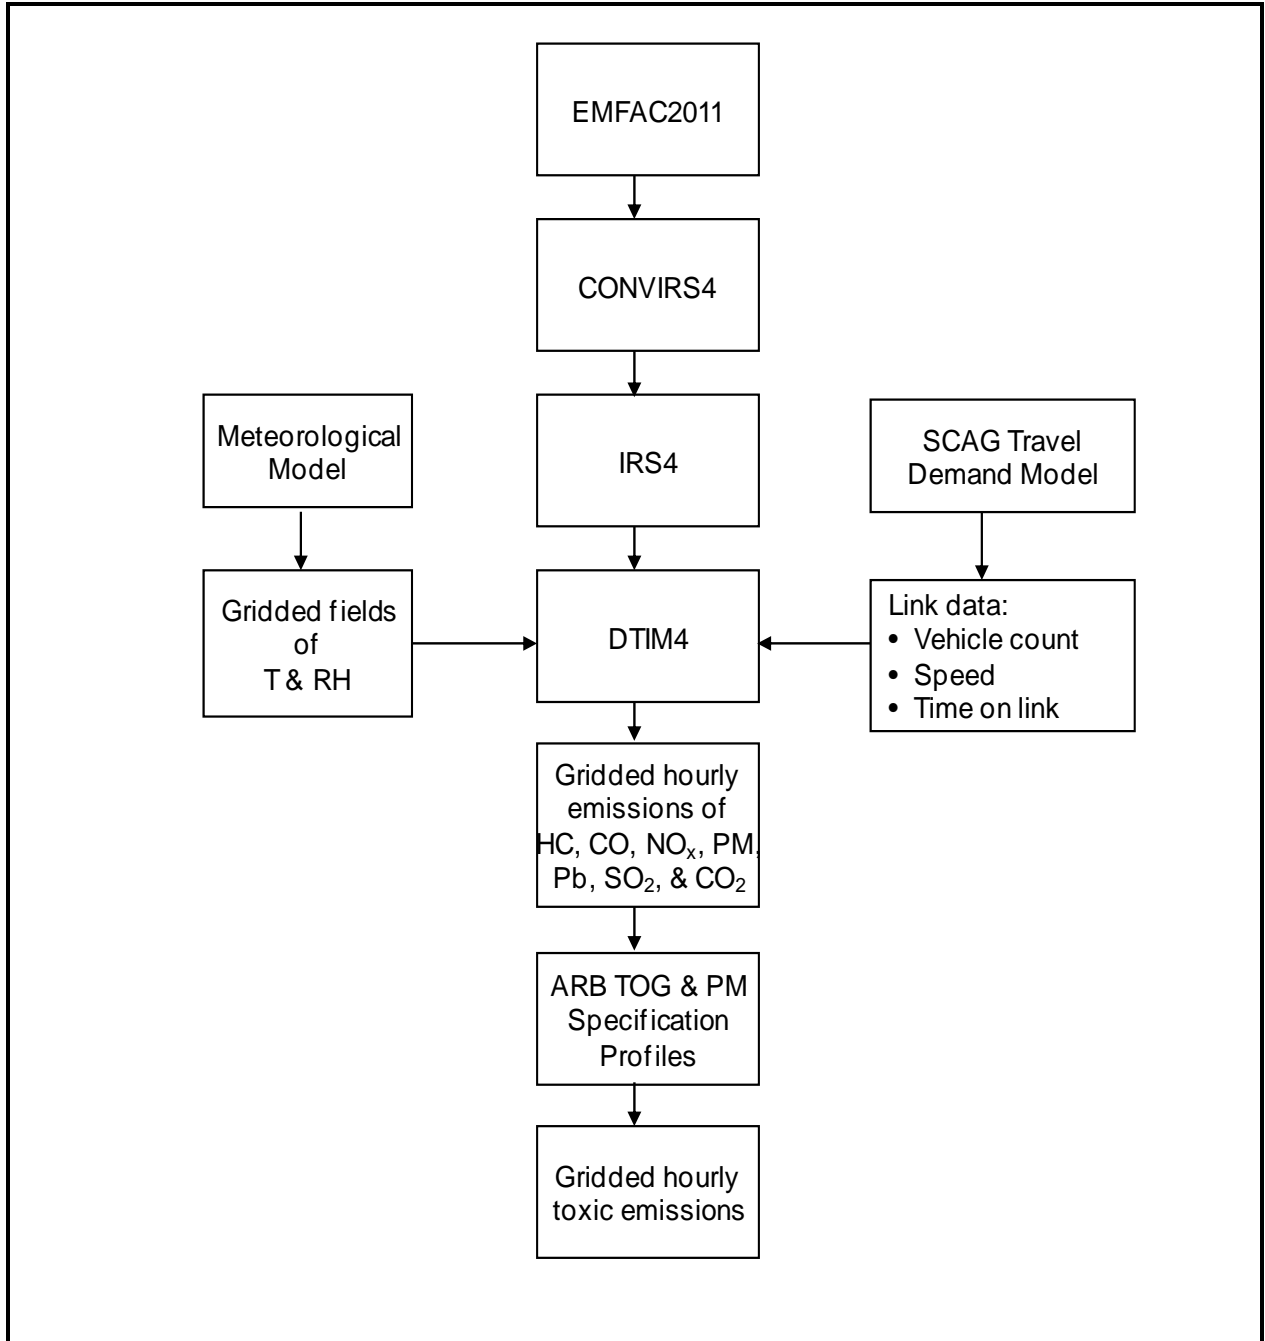 EMFAC2011
CONVIRS4
IRS4
Meteorological
Model
SCAG Travel
Demand Model
Gridded fields
of
T & RH
DTIM4
Link data:
• Vehicle count
• Speed
• Time on link
Gridded hourly
emissions of
HC, CO, NOₓ, PM,
Pb, SO₂, & CO₂
ARB TOG & PM
Specification
Profiles
Gridded hourly
toxic emissions